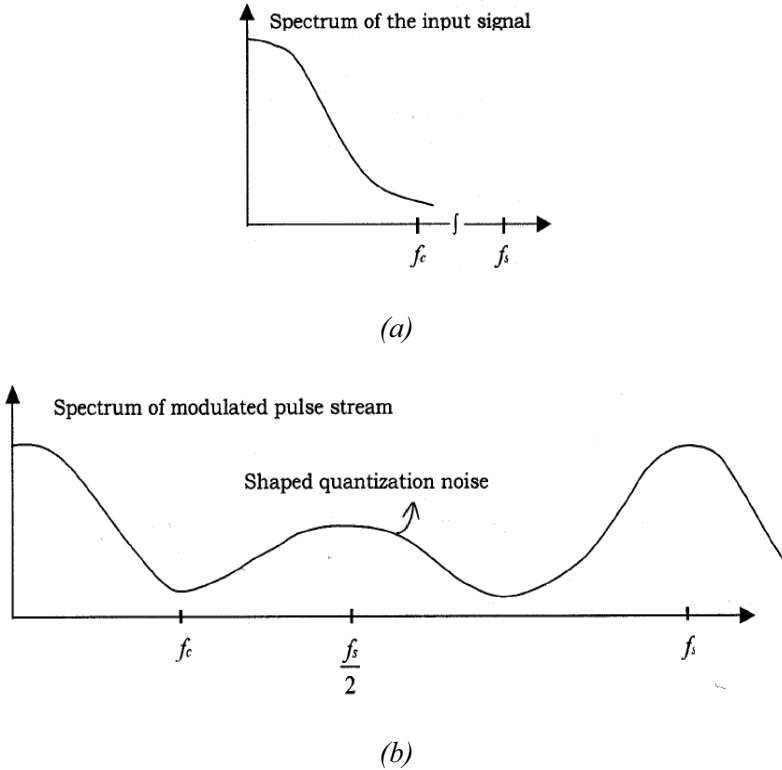 Spectrum of the input signal
fc fs
(a)
Spectrum of modulated pulse stream
Shaped quantization noise
fc fs/2 fs
(b)